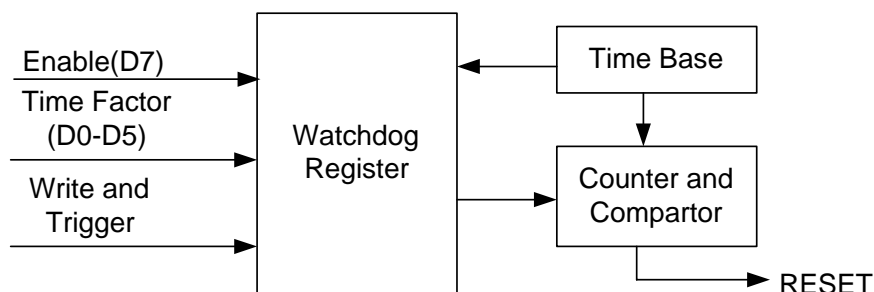 Enable(D7)
Time Factor
(D0-D5)
Write and
Trigger
Watchdog
Register
Time Base
Counter and
Compartor
RESET